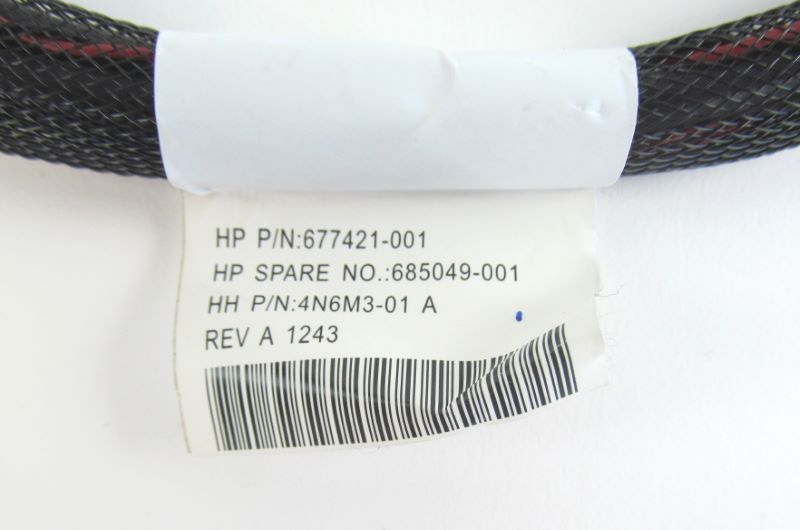 HP P/N:677421-001
HP SPARE NO.:685049-001
HH P/N:4N6M3-01 A
REV A 1243